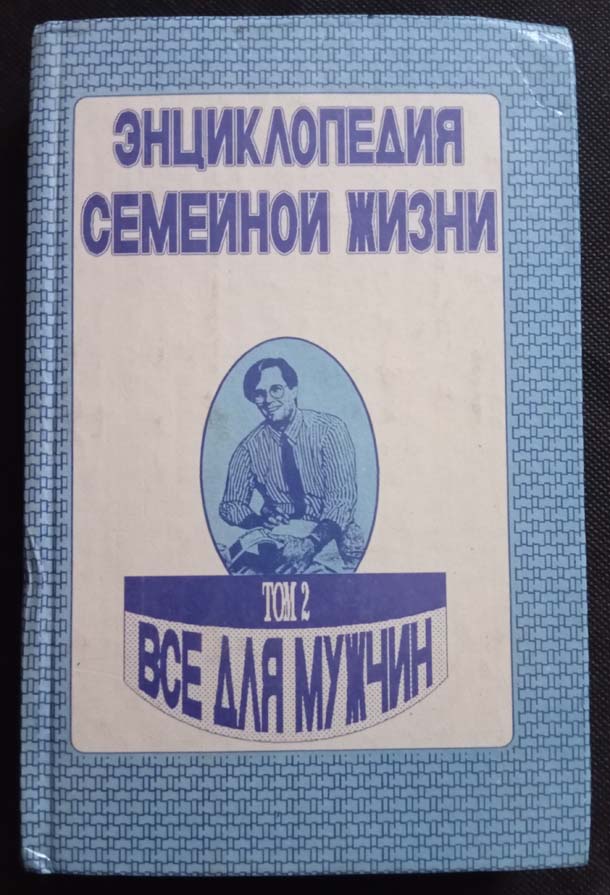 ЭНЦИКЛОПЕДИЯ
СЕМЕЙНОЙ ЖИЗНИ
ТОМ 2
ВСЕ ДЛЯ МУЖЧИН